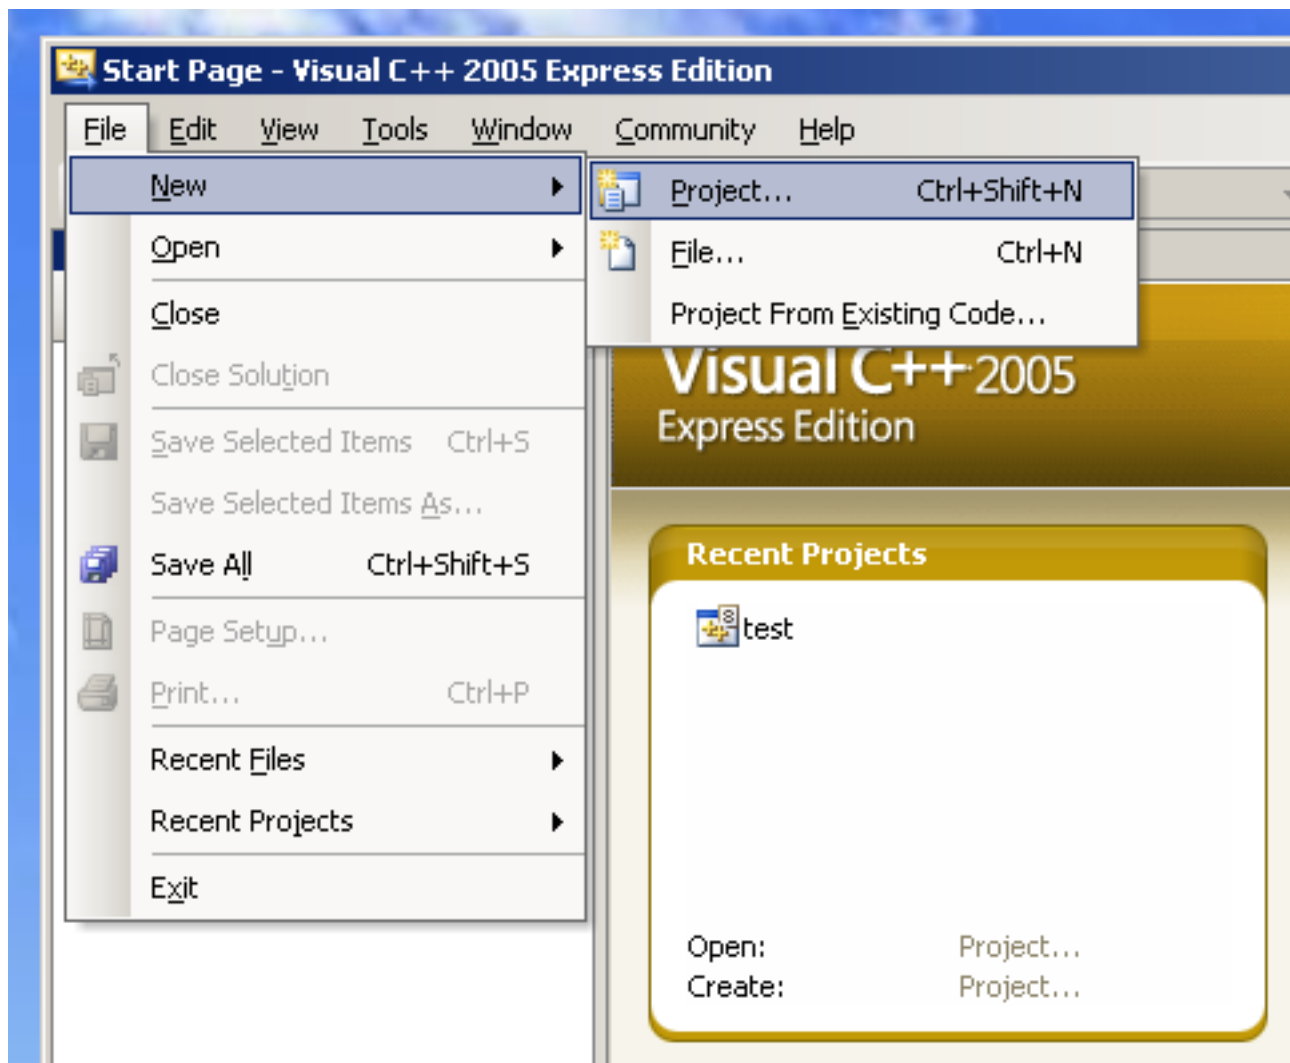 Start Page - Visual C++ 2005 Express Edition
File Edit View Tools Window Community Help
New
Open
Close
Close Solution
Save Selected Items Ctrl+S
Save Selected Items As...
Save All Ctrl+Shift+S
Page Setup...
Print... Ctrl+P
Recent Files
Recent Projects
Exit
Project... Ctrl+Shift+N
File... Ctrl+N
Project From Existing Code...
Visual C++ 2005
Express Edition
Recent Projects
test
Open: Project...
Create: Project...